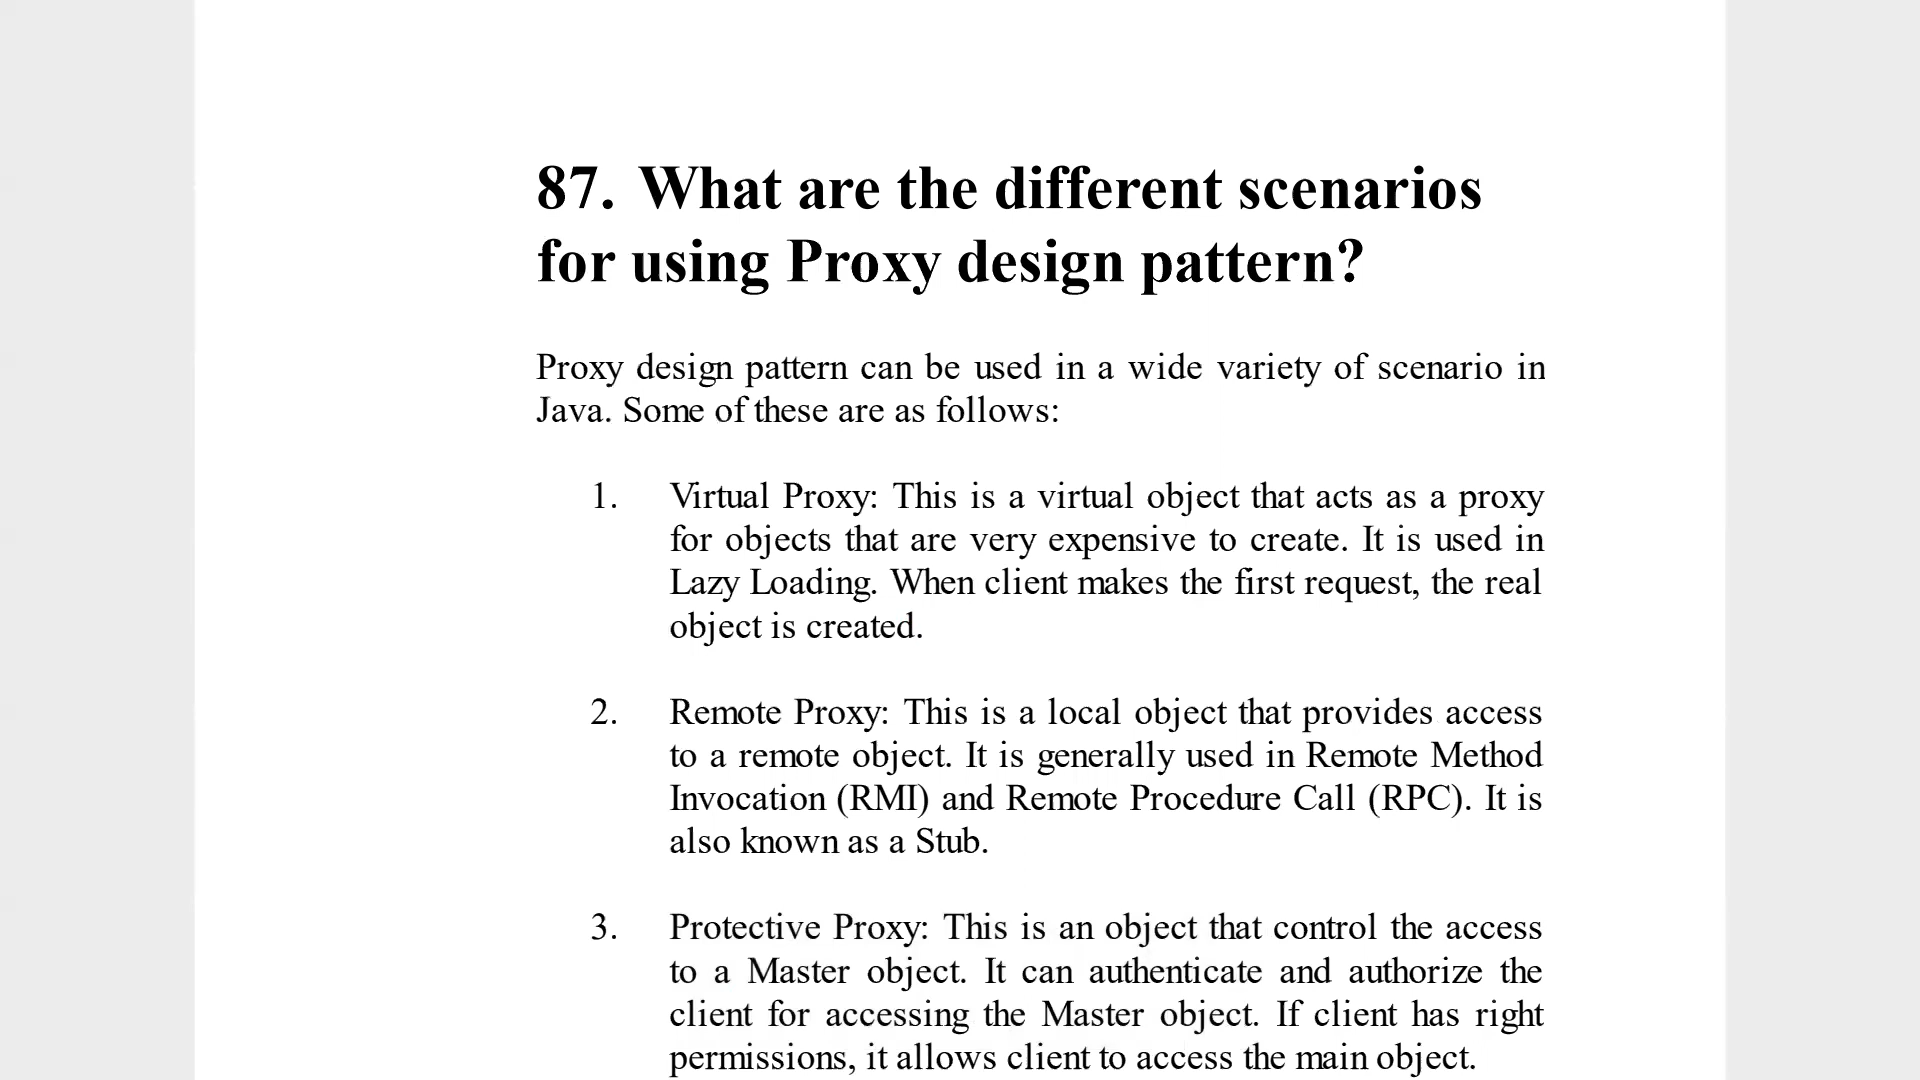 87. What are the different scenarios
for using Proxy design pattern?
Proxy design pattern can be used in a wide variety of scenario in
Java. Some of these are as follows:
1. Virtual Proxy: This is a virtual object that acts as a proxy
for objects that are very expensive to create. It is used in
Lazy Loading. When client makes the first request, the real
object is created.
2. Remote Proxy: This is a local object that provides access
to a remote object. It is generally used in Remote Method
Invocation (RMI) and Remote Procedure Call (RPC). It is
also known as a Stub.
3. Protective Proxy: This is an object that control the access
to a Master object. It can authenticate and authorize the
client for accessing the Master object. If client has right
permissions, it allows client to access the main object.